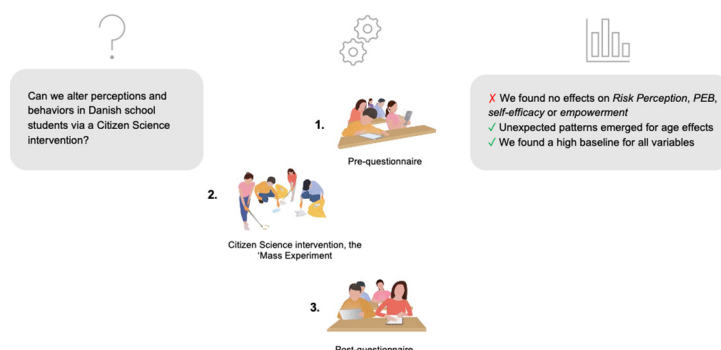 Can we alter perceptions and
behaviors in Danish school
students via a Citizen Science
intervention?
1.
Pre-questionnaire
2.
Citizen Science intervention, the
'Mass Experiment
3.
Post-questionnaire
✗ We found no effects on Risk Perception, PEB,
self-efficacy or empowerment
✓ Unexpected patterns emerged for age effects
✓ We found a high baseline for all variables